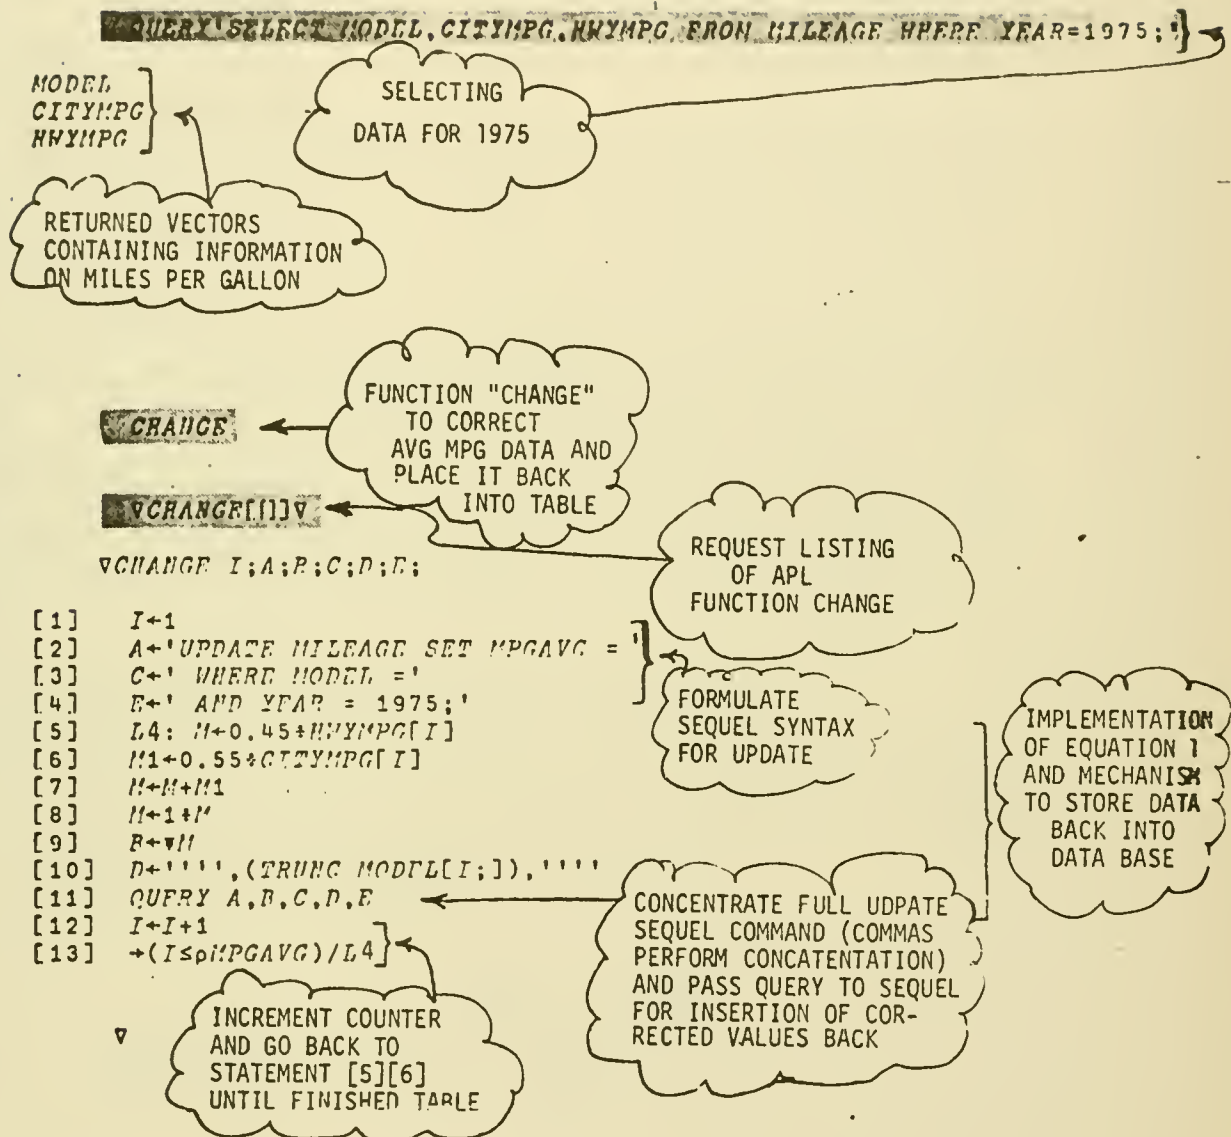 QUERY'SELECT MODEL,CITYMPG,HWYMPG,FROM MILEAGE WHERE YEAR=1975;'
MODEL
CITYMPG
HWYMPG
SELECTING
DATA FOR 1975
RETURNED VECTORS
CONTAINING INFORMATION
ON MILES PER GALLON
CHANGE
FUNCTION "CHANGE"
TO CORRECT
AVG MPG DATA AND
PLACE IT BACK
INTO TABLE
∇CHANGE[[]]∇
REQUEST LISTING
OF APL
FUNCTION CHANGE
∇CHANGE I;A;B;C;D;E;
[1] I←1
[2] A←'UPDATE MILEAGE SET MPGAVG = '
[3] C←' WHERE MODEL ='
[4] E←' AND YEAR = 1975;'
[5] L4: M←0.45÷HWYMPG[I]
[6] M1←0.55÷CITYMPG[I]
[7] M←M+M1
[8] M←1÷M
[9] B←⍕M
[10] D←'''',(TRUNC MODEL[I;]),''''
[11] QUERY A,B,C,D,E
[12] I←I+1
[13] →(I≤⍴MPGAVG)/L4
∇
FORMULATE
SEQUEL SYNTAX
FOR UPDATE
IMPLEMENTATION
OF EQUATION 1
AND MECHANISM
TO STORE DATA
BACK INTO
DATA BASE
CONCENTRATE FULL UDPATE
SEQUEL COMMAND (COMMAS
PERFORM CONCATENTATION)
AND PASS QUERY TO SEQUEL
FOR INSERTION OF COR-
RECTED VALUES BACK
INCREMENT COUNTER
AND GO BACK TO
STATEMENT [5][6]
UNTIL FINISHED TABLE